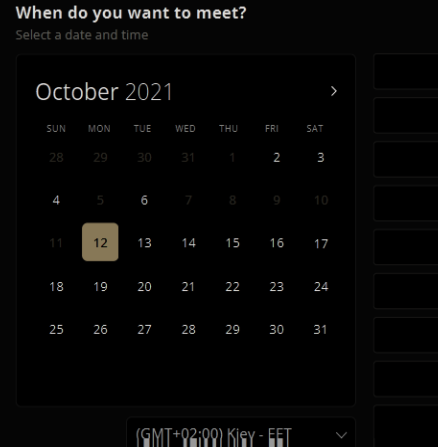 When do you want to meet?
Select a date and time
October 2021
SUN MON TUE WED THU FRI SAT
28 29 30 31 1 2 3
4 5 6 7 8 9 10
11 12 13 14 15 16 17
18 19 20 21 22 23 24
25 26 27 28 29 30 31
(GMT+02:00) Kiev - EET